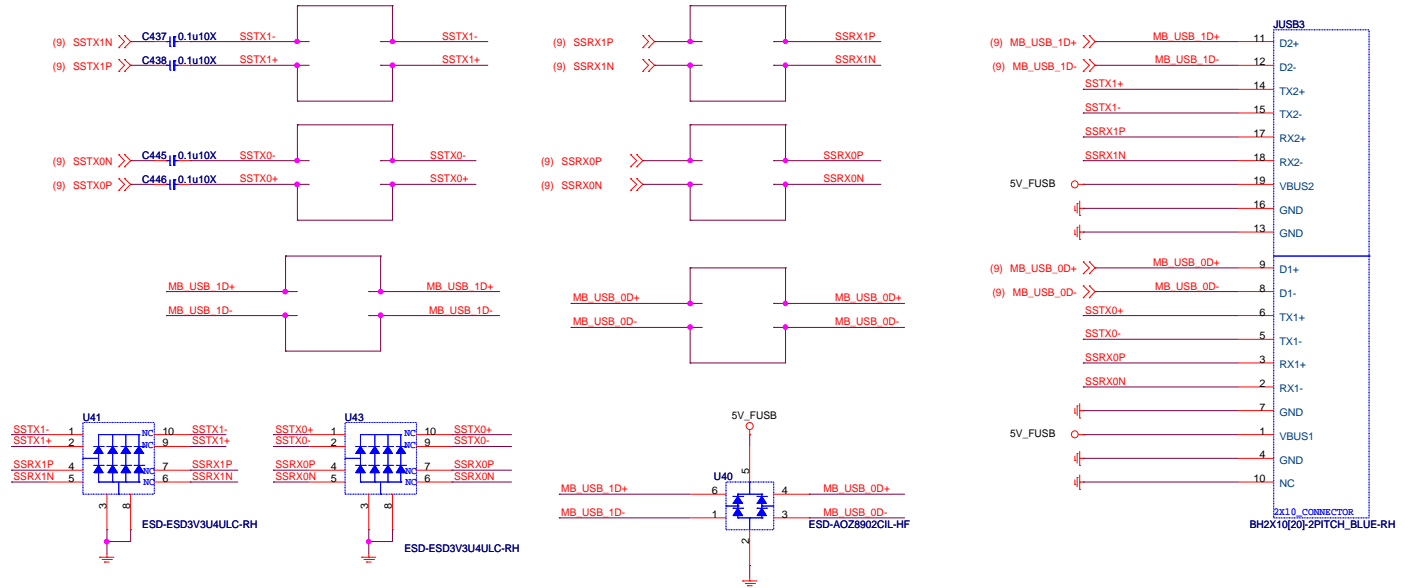 (9) SSTX1N C437 0.1u10X SSTX1- SSTX1-
(9) SSTX1P C438 0.1u10X SSTX1+ SSTX1+
(9) SSRX1P SSRX1P
(9) SSRX1N SSRX1N
(9) SSTX0N C445 0.1u10X SSTX0- SSTX0-
(9) SSTX0P C446 0.1u10X SSTX0+ SSTX0+
(9) SSRX0P SSRX0P
(9) SSRX0N SSRX0N
MB_USB_1D+ MB_USB_1D+
MB_USB_1D- MB_USB_1D-
MB_USB_0D+ MB_USB_0D+
MB_USB_0D- MB_USB_0D-
JUSB3
(9) MB_USB_1D+ MB_USB_1D+ 11 D2+
(9) MB_USB_1D- MB_USB_1D- 12 D2-
SSTX1+ 14 TX2+
SSTX1- 15 TX2-
SSRX1P 17 RX2+
SSRX1N 18 RX2-
5V_FUSB 19 VBUS2
16 GND
13 GND
(9) MB_USB_0D+ MB_USB_0D+ 9 D1+
(9) MB_USB_0D- MB_USB_0D- 8 D1-
SSTX0+ 6 TX1+
SSTX0- 5 TX1-
SSRX0P 3 RX1+
SSRX0N 2 RX1-
7 GND
5V_FUSB 1 VBUS1
4 GND
10 NC
2X10_CONNECTOR
BH2X10[20]-2PITCH_BLUE-RH
U41
SSTX1- 1 NC 10 SSTX1-
SSTX1+ 2 NC 9 SSTX1+
SSRX1P 4 NC 7 SSRX1P
SSRX1N 5 NC 6 SSRX1N
3 8
ESD-ESD3V3U4ULC-RH
U43
SSTX0+ 1 NC 10 SSTX0+
SSTX0- 2 NC 9 SSTX0-
SSRX0P 4 NC 7 SSRX0P
SSRX0N 5 NC 6 SSRX0N
3 8
ESD-ESD3V3U4ULC-RH
5V_FUSB
5
U40
MB_USB_1D+ 6 4 MB_USB_0D+
MB_USB_1D- 1 3 MB_USB_0D-
2
ESD-AOZ8902CIL-HF